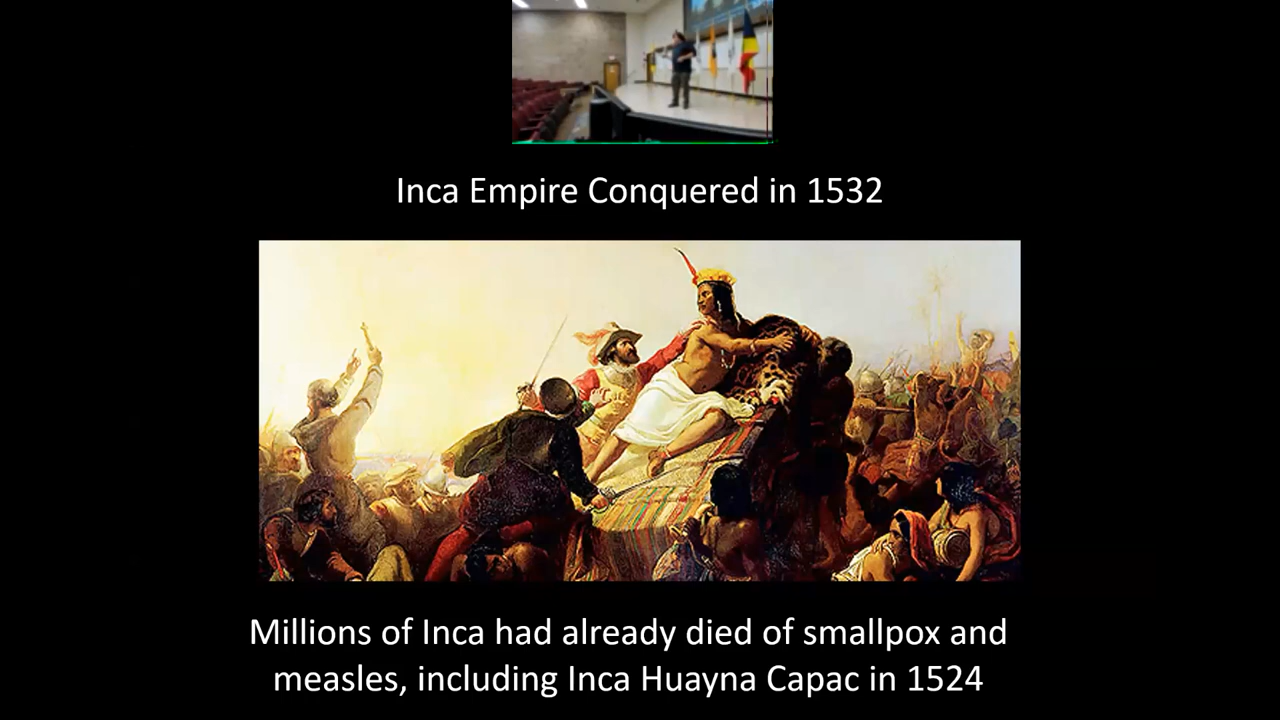 Inca Empire Conquered in 1532
Millions of Inca had already died of smallpox and
measles, including Inca Huayna Capac in 1524